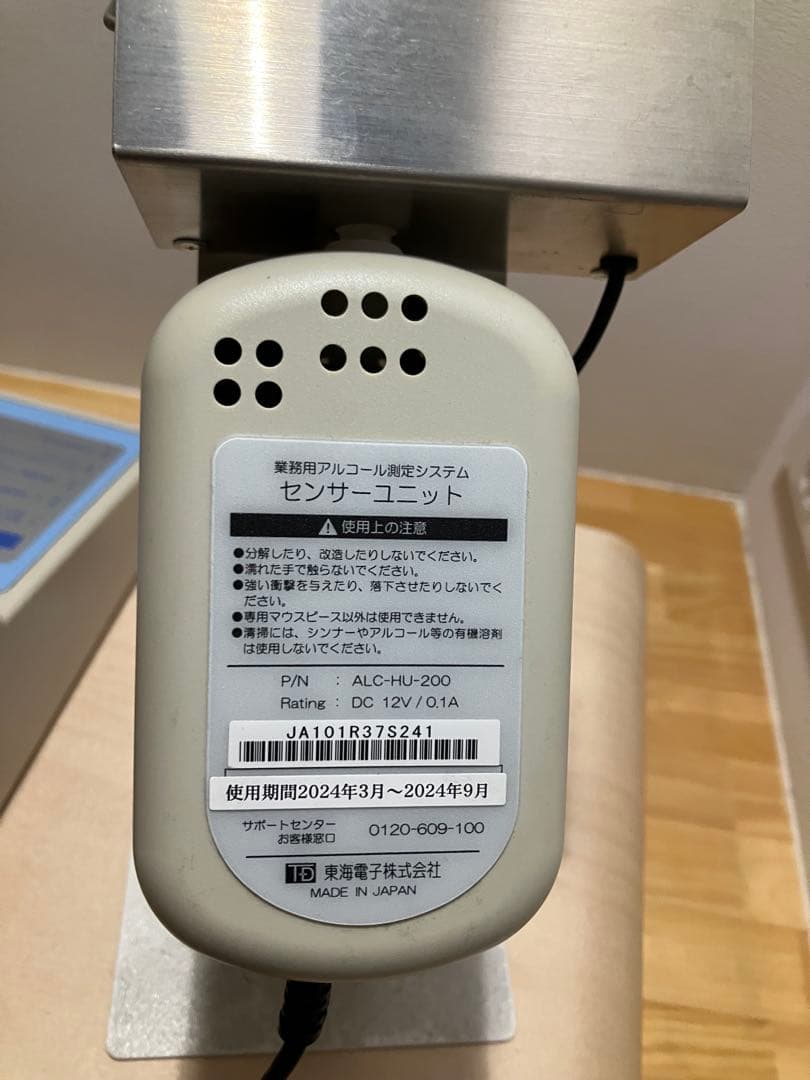 業務用アルコール測定システム
センサーユニット
⚠使用上の注意
●分解したり、改造したりしないでください。
●濡れた手で触らないでください。
●強い衝撃を与えたり、落下させたりしないでく
ださい。
●専用マウスピース以外は使用できません。
●清掃には、シンナーやアルコール等の有機溶剤
は使用しないでください。
P/N : ALC-HU-200
Rating : DC 12V / 0.1A
JA101R37S241
使用期間2024年3月～2024年9月
サポートセンター
お客様窓口 0120-609-100
TD 東海電子株式会社
MADE IN JAPAN